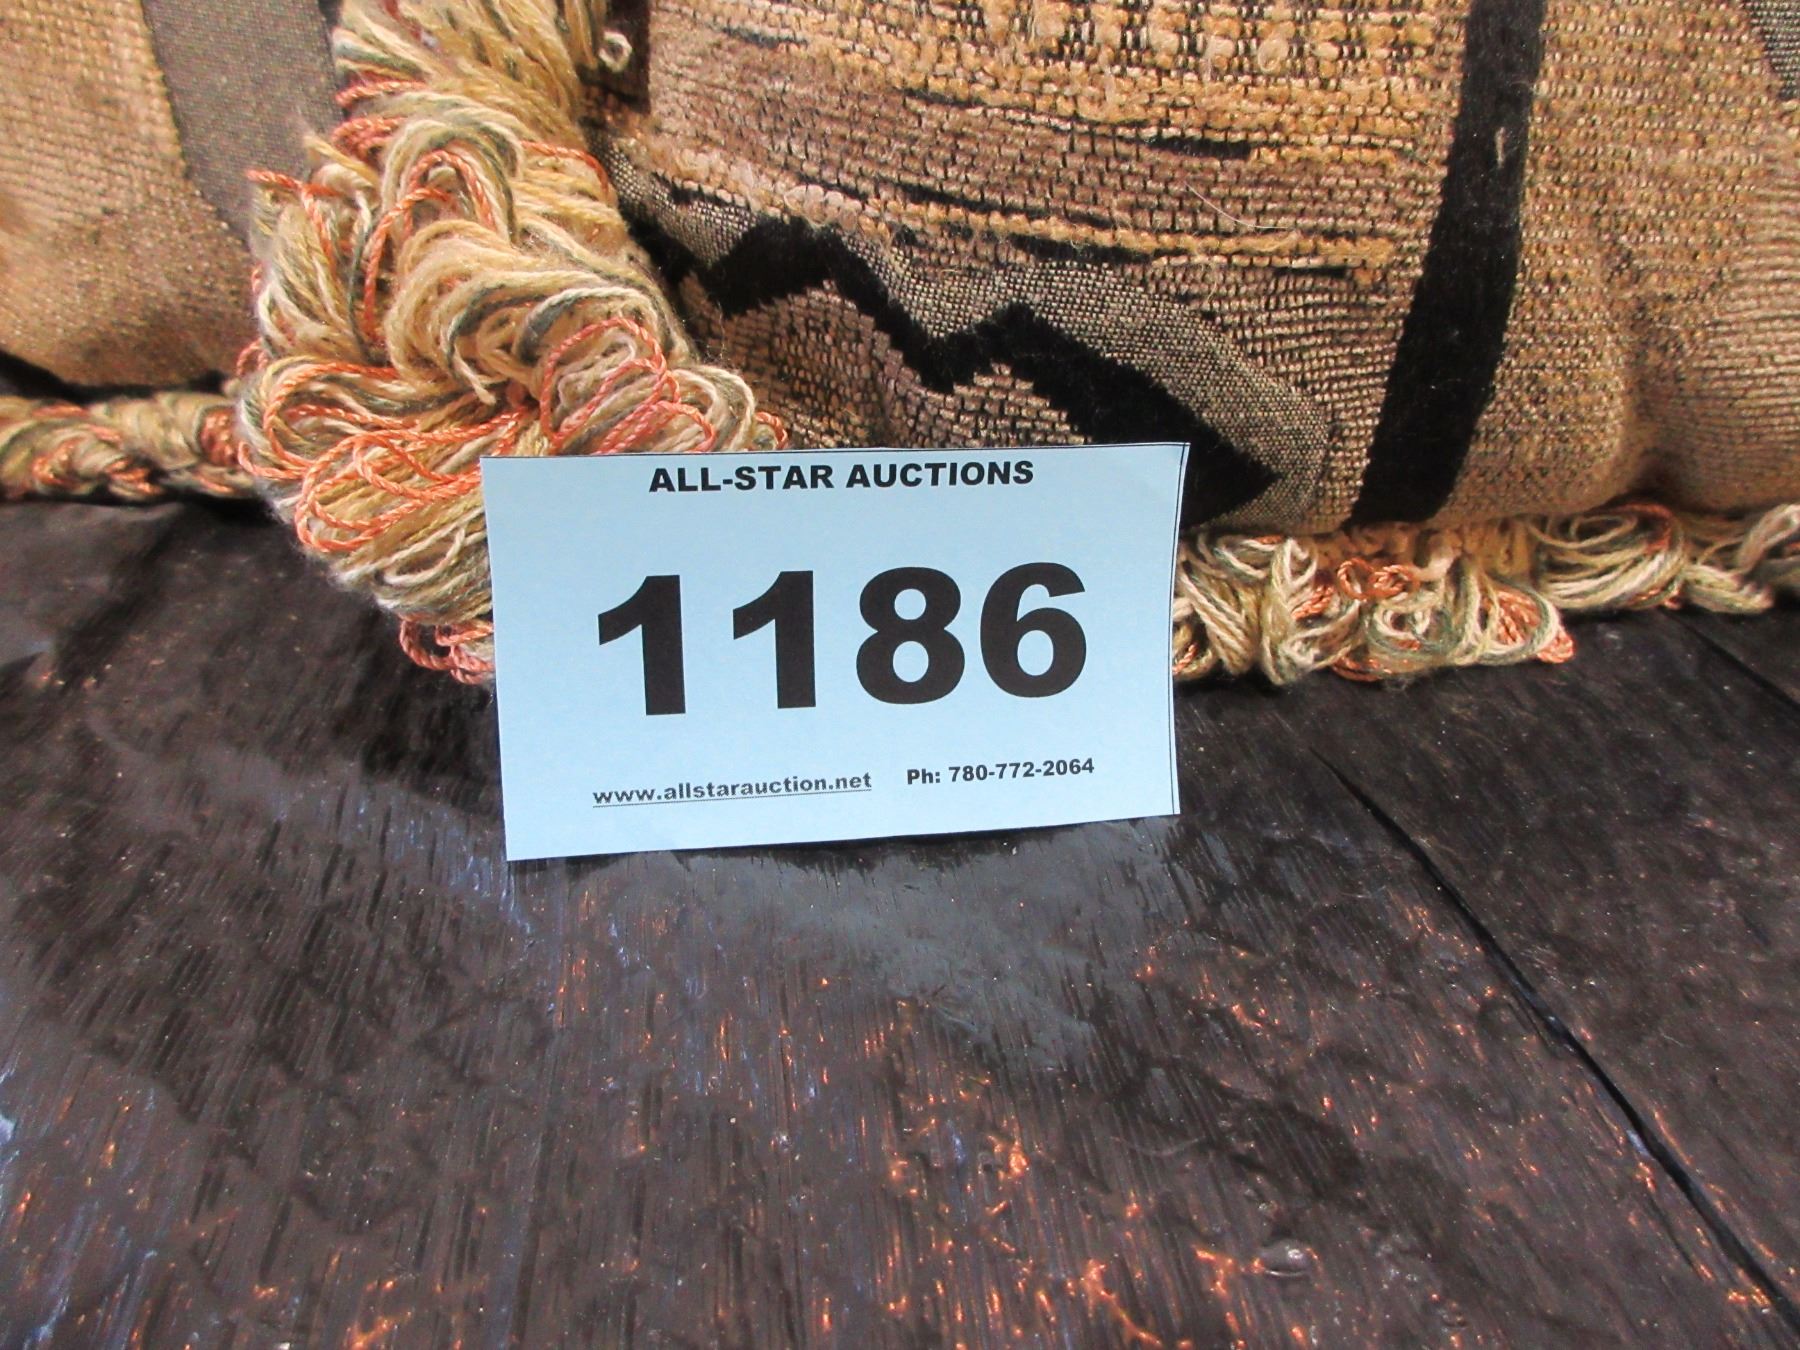 ALL-STAR AUCTIONS
1186
www.allstarauction.net Ph: 780-772-2064